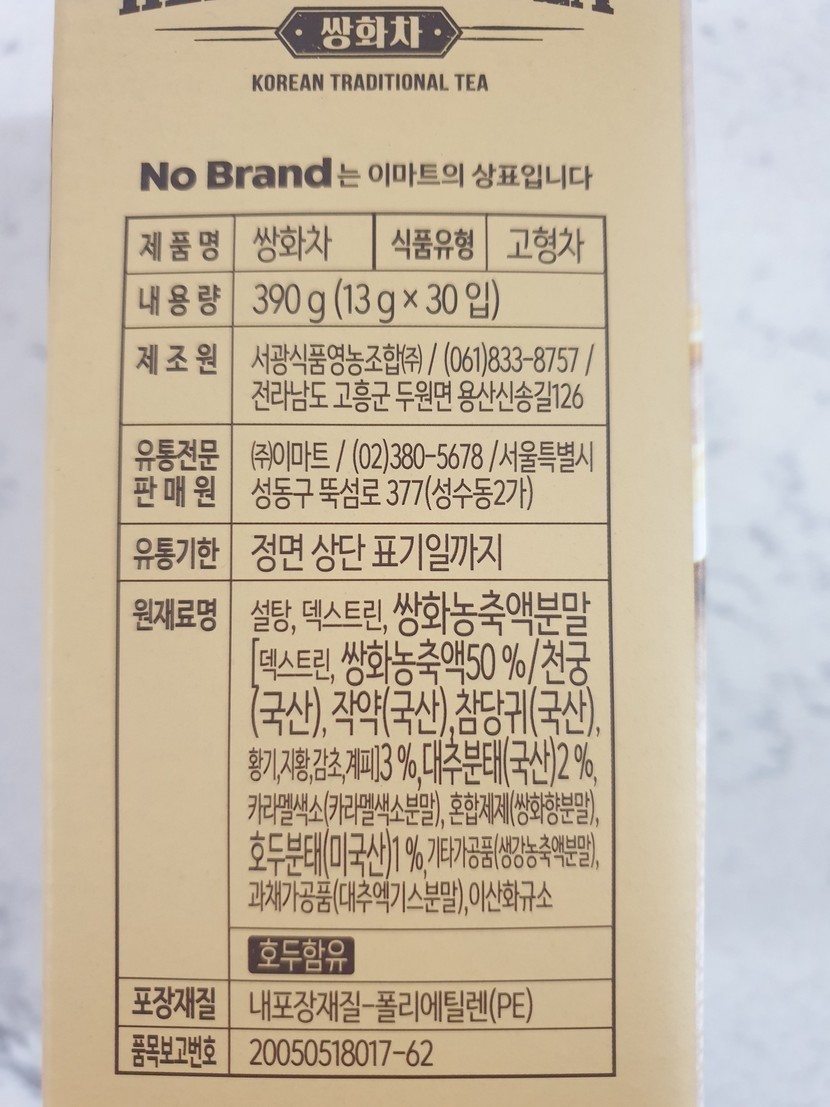 · 쌍화차 ·
KOREAN TRADITIONAL TEA
No Brand는 이마트의 상표입니다
제품명 쌍화차 식품유형 고형차
내용량 390 g (13 g × 30 입)
제조원 서광식품영농조합㈜ / (061)833-8757 /
전라남도 고흥군 두원면 용산신송길126
유통전문 ㈜이마트 / (02)380-5678 /서울특별시
판매원 성동구 뚝섬로 377(성수동2가)
유통기한 정면 상단 표기일까지
원재료명 설탕, 덱스트린, 쌍화농축액분말
[덱스트린, 쌍화농축액50 %/천궁
(국산), 작약(국산),참당귀(국산),
황기,지황,감초,계피]3 %,대추분태(국산)2 %,
카라멜색소(카라멜색소분말), 혼합제제(쌍화향분말),
호두분태(미국산)1 %,기타가공품(생강농축액분말),
과채가공품(대추엑기스분말),이산화규소
호두함유
포장재질 내포장재질-폴리에틸렌(PE)
품목보고번호 20050518017-62